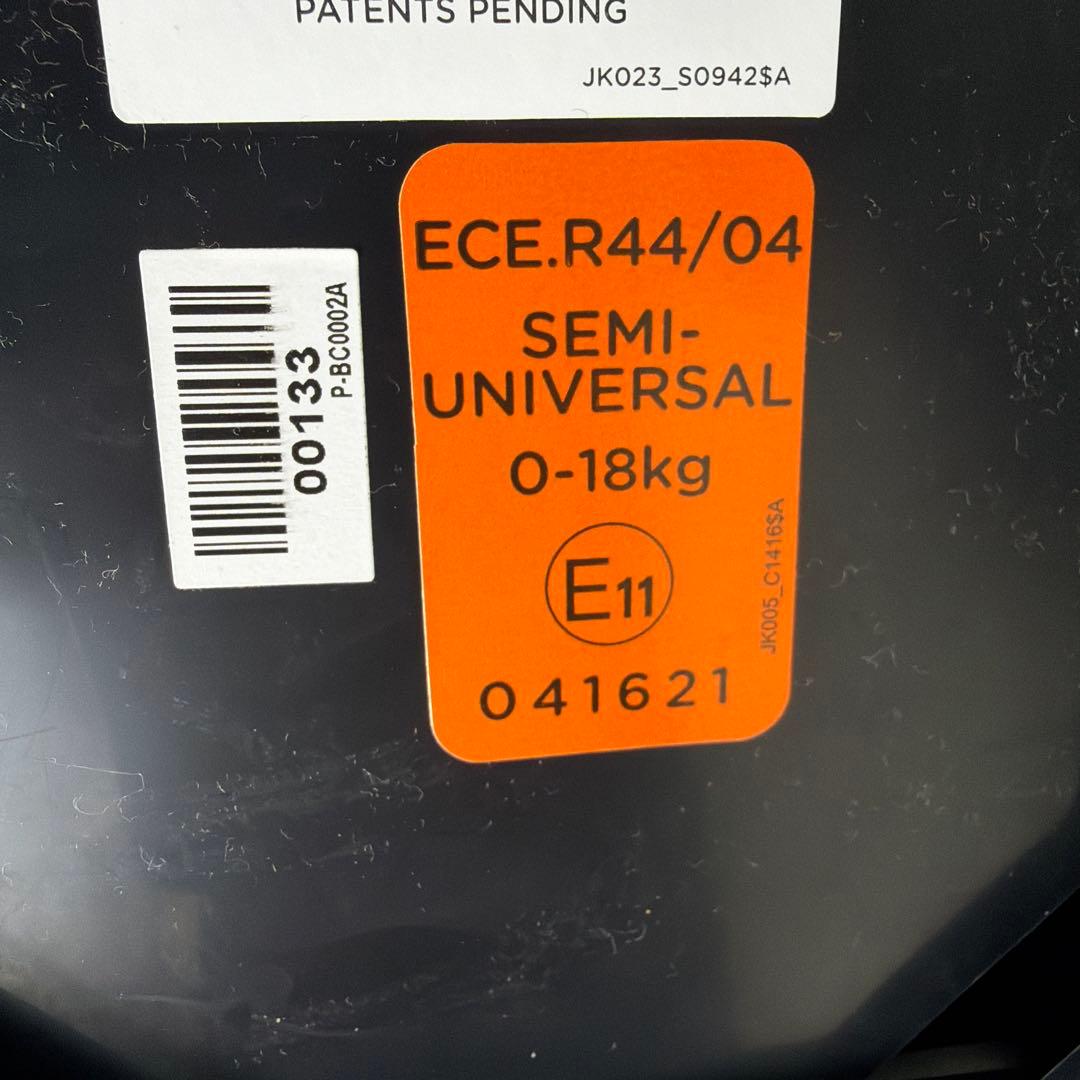 PATENTS PENDING
JK023_S0942$A
ECE.R44/04
SEMI-
UNIVERSAL
0-18kg
E11
041621
JK005_C1416$A
00133
P-BC0002A